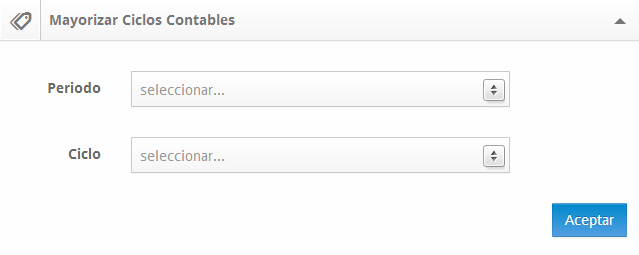 Mayorizar Ciclos Contables
Periodo
seleccionar...
Ciclo
seleccionar...
Aceptar